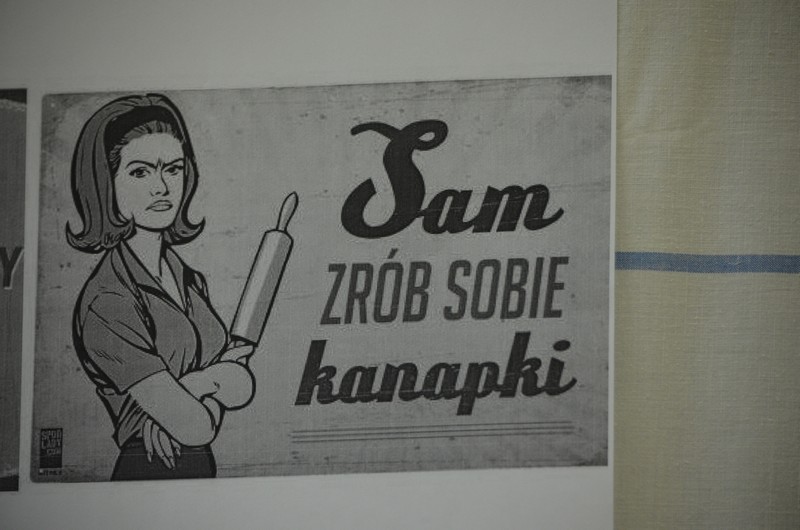 Sam
ZRÓB SOBIE
kanapki
Y